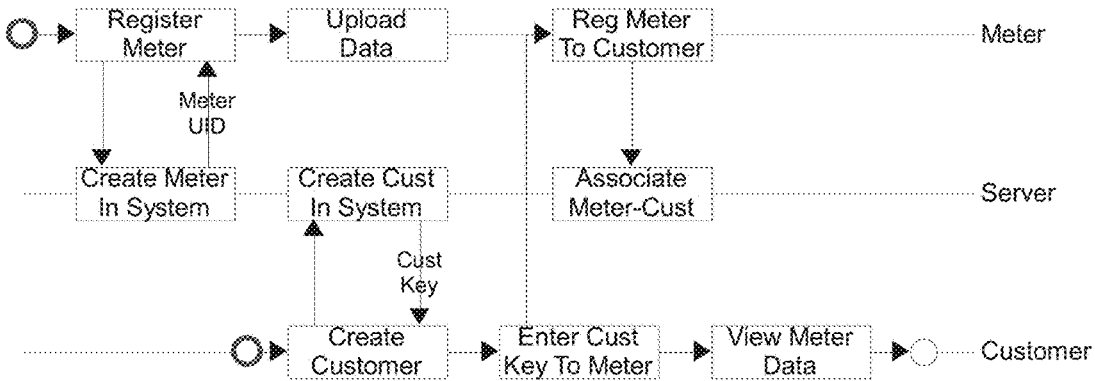 Register
Meter
Upload
Data
Reg Meter
To Customer
Meter
Meter
UID
Create Meter
In System
Create Cust
In System
Associate
Meter-Cust
Server
Cust
Key
Create
Customer
Enter Cust
Key To Meter
View Meter
Data
Customer